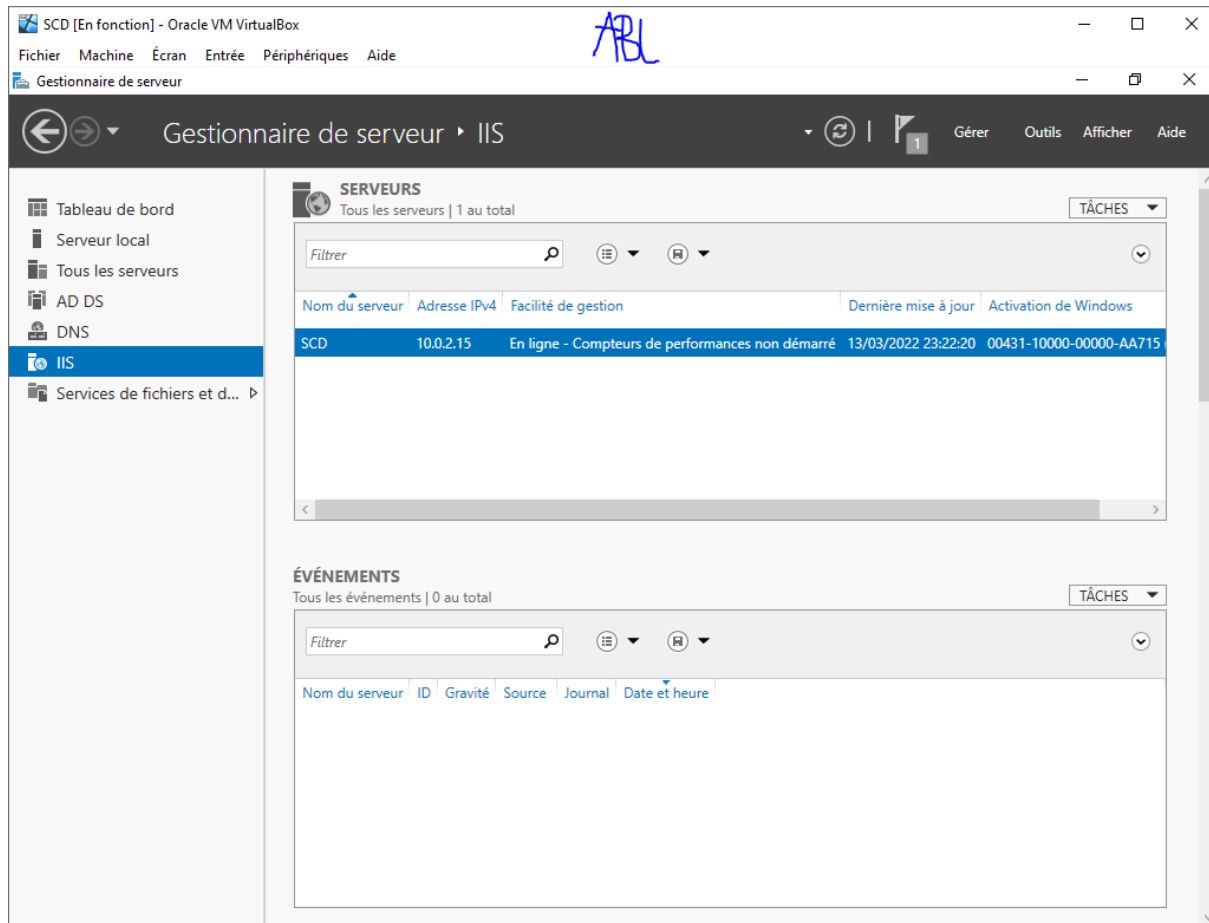 SCD [En fonction] - Oracle VM VirtualBox
ABL
Fichier Machine Écran Entrée Périphériques Aide
Gestionnaire de serveur
Gestionnaire de serveur ‣ IIS
1
Gérer Outils Afficher Aide
Tableau de bord
Serveur local
Tous les serveurs
AD DS
DNS
IIS
Services de fichiers et d...
SERVEURS
Tous les serveurs | 1 au total
TÂCHES
Filtrer
Nom du serveur Adresse IPv4 Facilité de gestion Dernière mise à jour Activation de Windows
SCD 10.0.2.15 En ligne - Compteurs de performances non démarré 13/03/2022 23:22:20 00431-10000-00000-AA715
ÉVÉNEMENTS
Tous les événements | 0 au total
TÂCHES
Filtrer
Nom du serveur ID Gravité Source Journal Date et heure